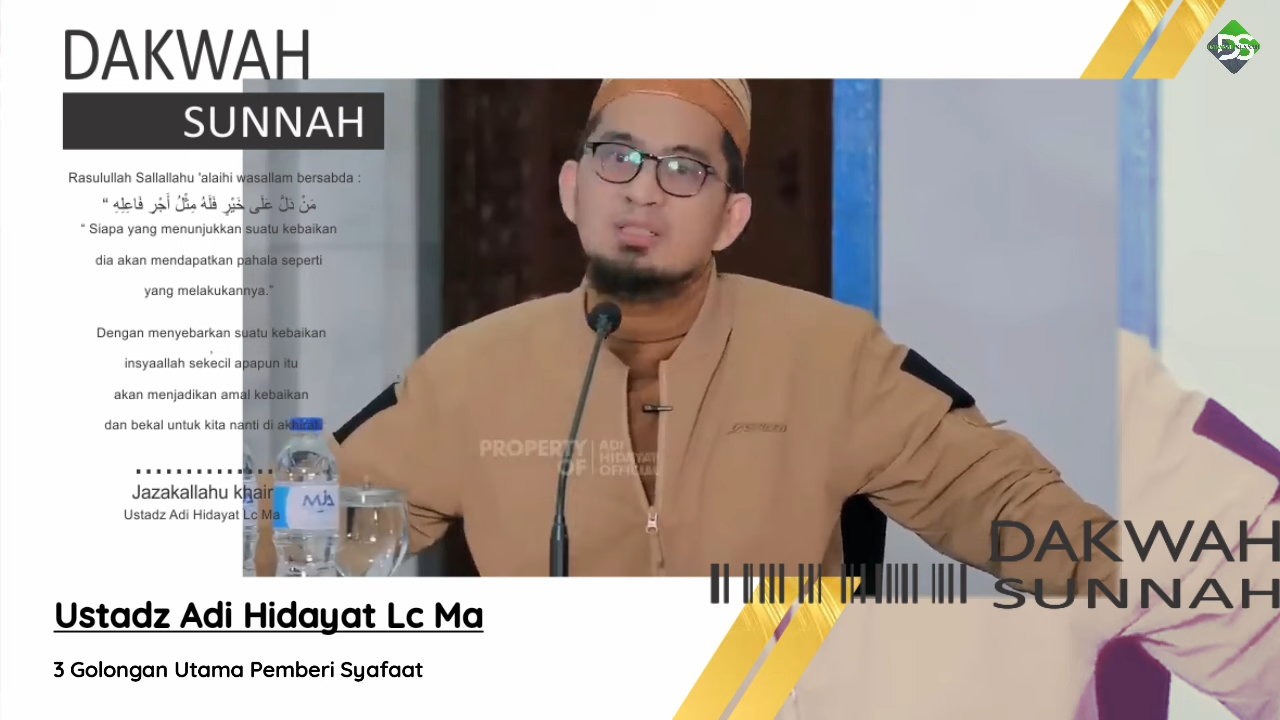 DAKWAH
SUNNAH
Rasulullah Sallallahu 'alaihi wasallam bersabda :
مَنْ دَلَّ عَلَى خَيْرٍ فَلَهُ مِثْلُ أَجْرِ فَاعِلِهِ “
“ Siapa yang menunjukkan suatu kebaikan
dia akan mendapatkan pahala seperti
yang melakukannya.”
Dengan menyebarkan suatu kebaikan
insyaallah sekecil apapun itu
akan menjadikan amal kebaikan
dan bekal untuk kita nanti di akhirat.
Jazakallahu khair
Ustadz Adi Hidayat Lc Ma
PROPERTY OF
ADI HIDAYAT OFFICIAL
DS
DAKWAH
SUNNAH
Ustadz Adi Hidayat Lc Ma
3 Golongan Utama Pemberi Syafaat